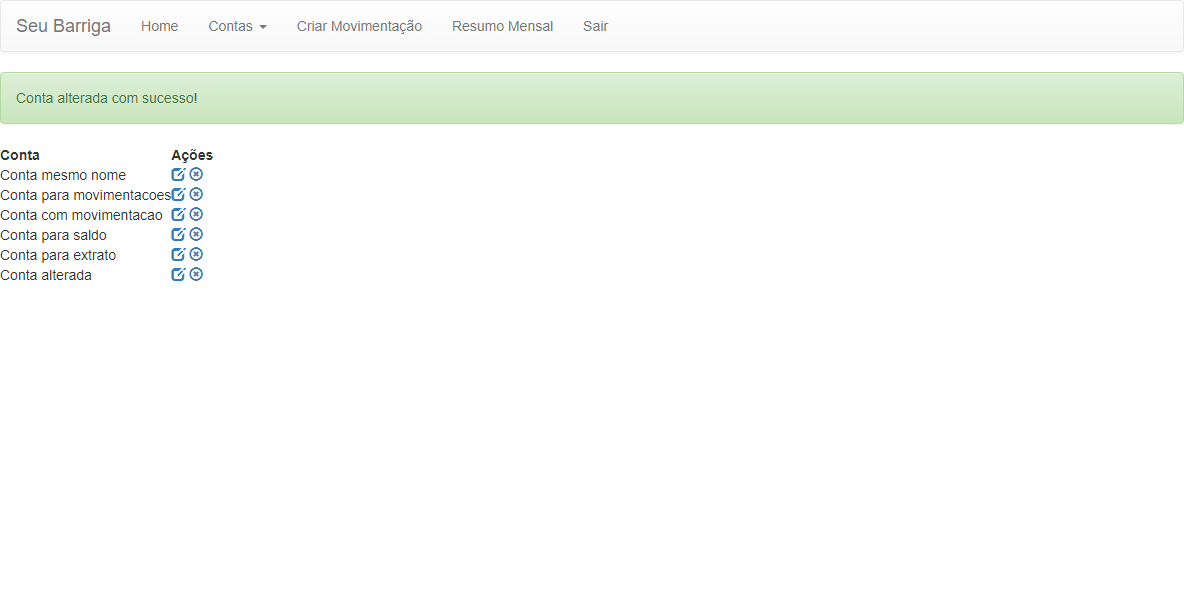 Seu Barriga Home Contas Criar Movimentação Resumo Mensal Sair
Conta alterada com sucesso!
Conta Ações
Conta mesmo nome
Conta para movimentacoes
Conta com movimentacao
Conta para saldo
Conta para extrato
Conta alterada